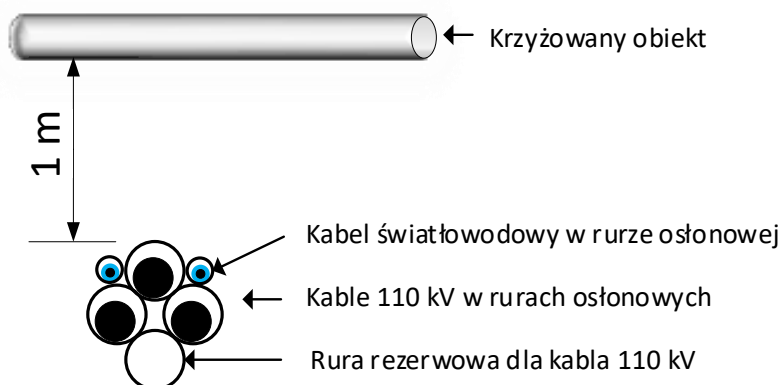 Krzyżowany obiekt
1 m
Kabel światłowodowy w rurze osłonowej
Kable 110 kV w rurach osłonowych
Rura rezerwowa dla kabla 110 kV